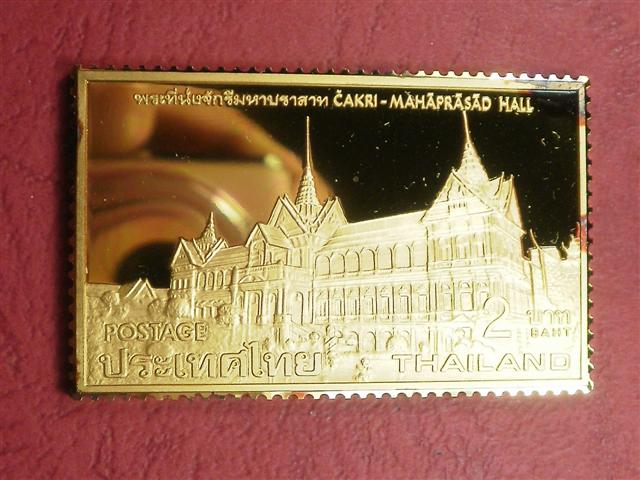 พระที่นั่งจักรีมหาปราสาท ČAKRI - MAHĀPRĀSĀD HALL
POSTAGE 2 บาท
BAHT
ประเทศไทย THAILAND